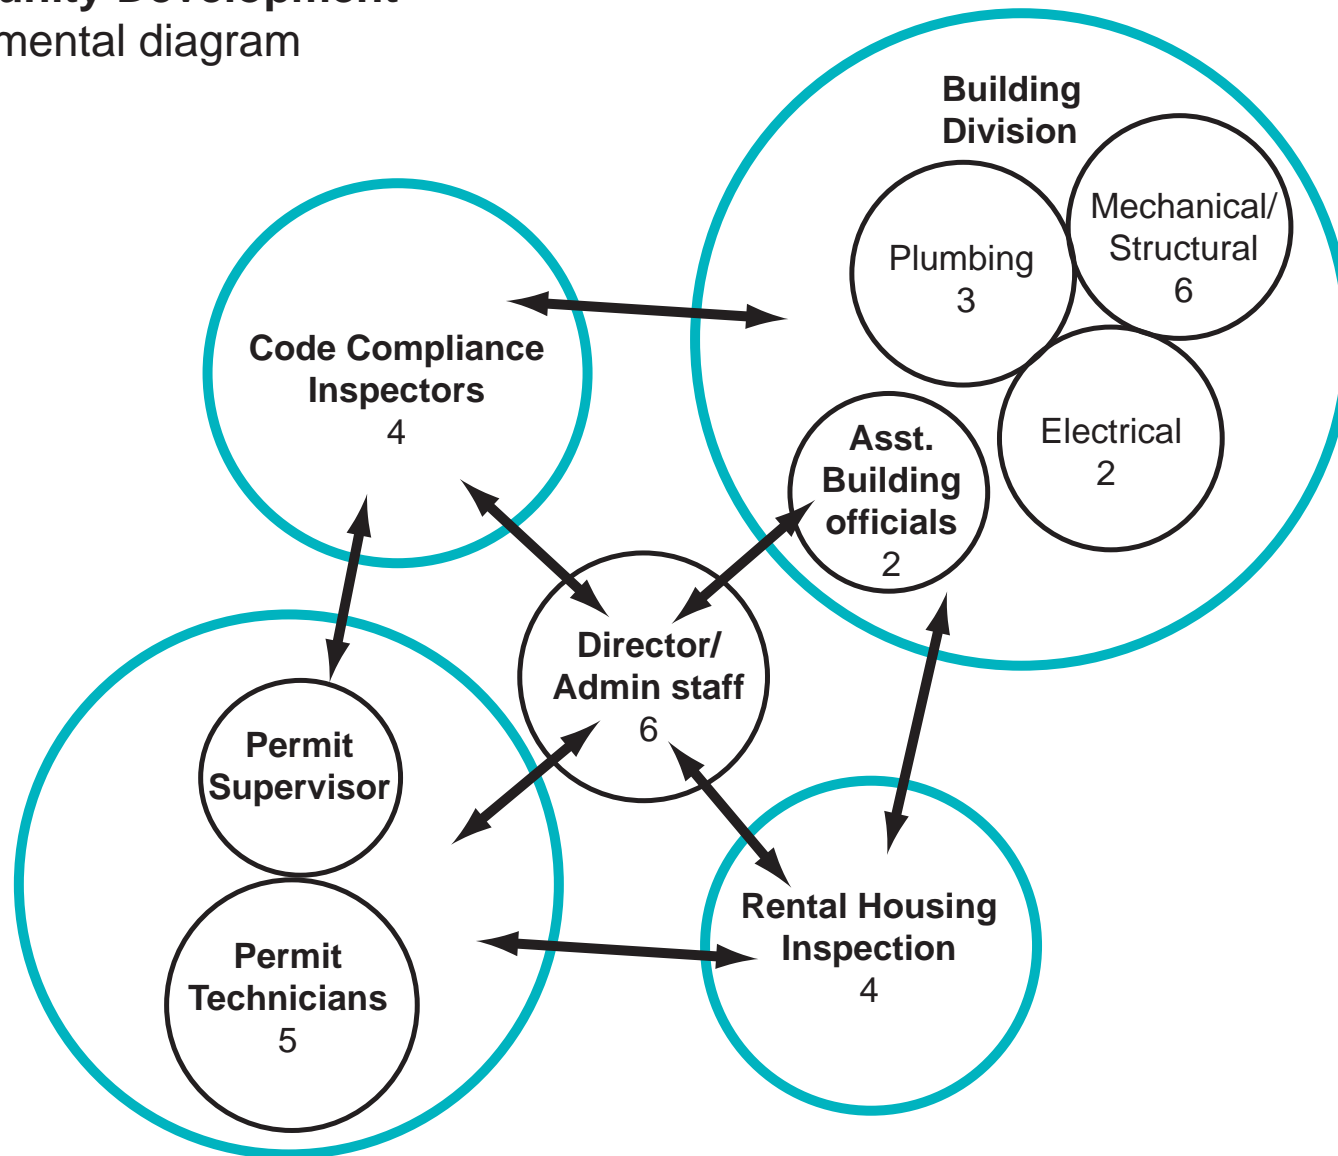 mental diagram
Building
Division
Mechanical/
Structural
6
Plumbing
3
Code Compliance
Inspectors
4
Electrical
2
Asst.
Building
officials
2
Director/
Admin staff
6
Permit
Supervisor
Rental Housing
Inspection
4
Permit
Technicians
5